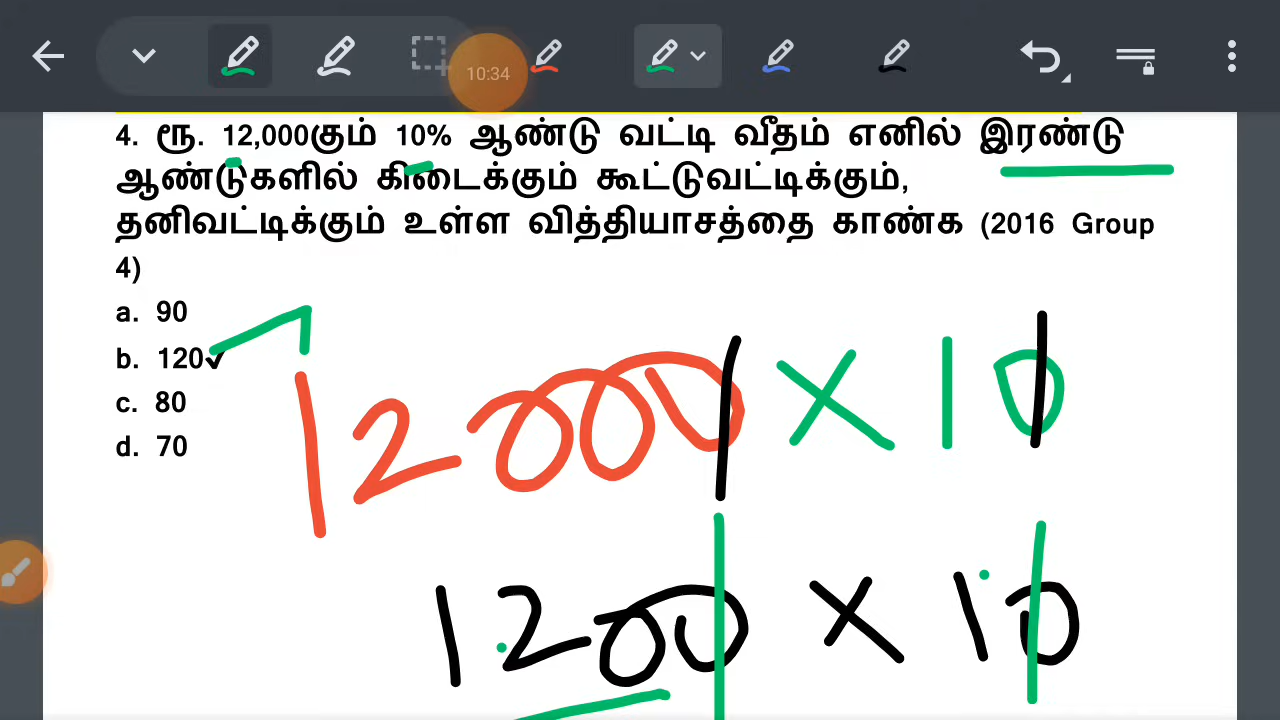 10:34
4. ரூ. 12,000கும் 10% ஆண்டு வட்டி வீதம் எனில் இரண்டு
ஆண்டுகளில் கிடைக்கும் கூட்டுவட்டிக்கும்,
தனிவட்டிக்கும் உள்ள வித்தியாசத்தை காண்க (2016 Group
4)
a. 90
b. 120✓
c. 80
d. 70
12000 × 10
1200 × 10